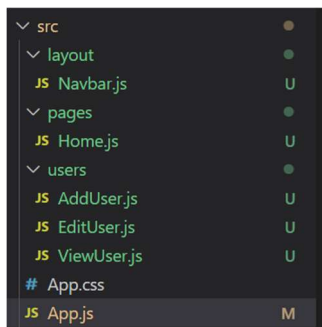 src
layout
JS Navbar.js U
pages
JS Home.js U
users
JS AddUser.js U
JS EditUser.js U
JS ViewUser.js U
# App.css
JS App.js M